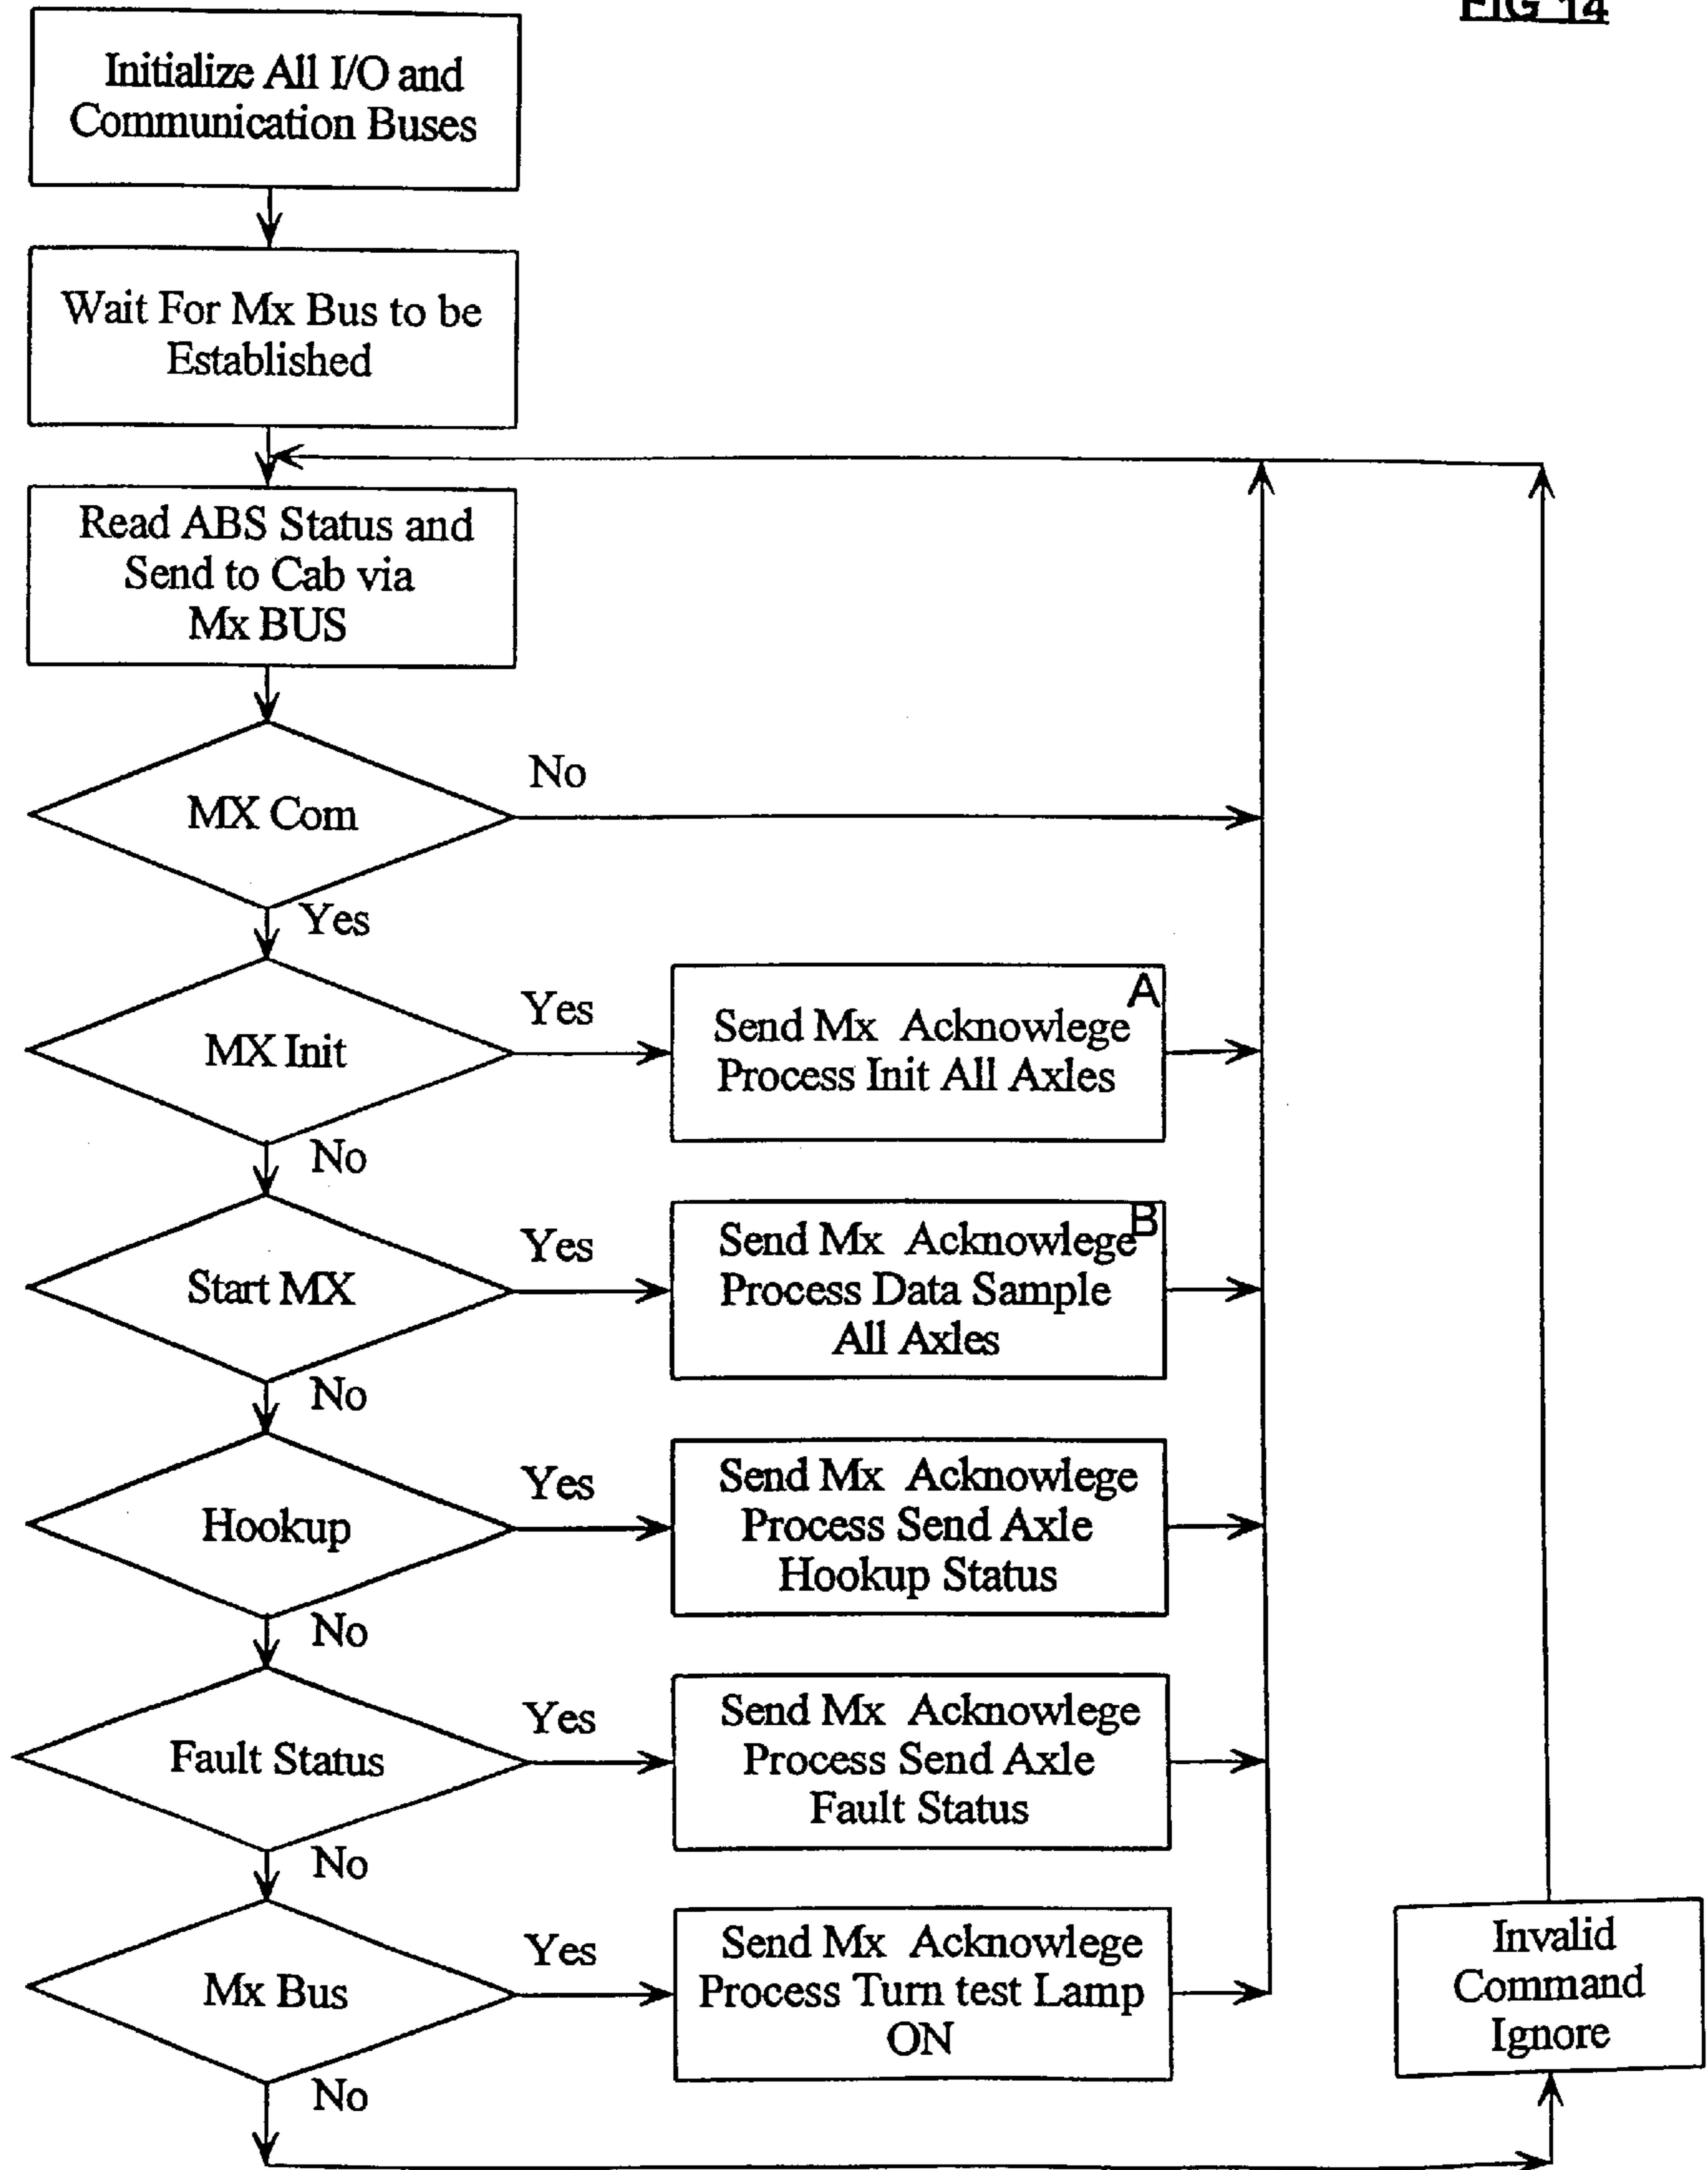 FIG 14
Initialize All I/O and
Communication Buses
Wait For Mx Bus to be
Established
Read ABS Status and
Send to Cab via
Mx BUS
MX Com
No
Yes
MX Init
Yes
A
Send Mx Acknowlege
Process Init All Axles
No
Start MX
Yes
B
Send Mx Acknowlege
Process Data Sample
All Axles
No
Hookup
Yes
Send Mx Acknowlege
Process Send Axle
Hookup Status
No
Fault Status
Yes
Send Mx Acknowlege
Process Send Axle
Fault Status
No
Mx Bus
Yes
Send Mx Acknowlege
Process Turn test Lamp
ON
No
Invalid
Command
Ignore